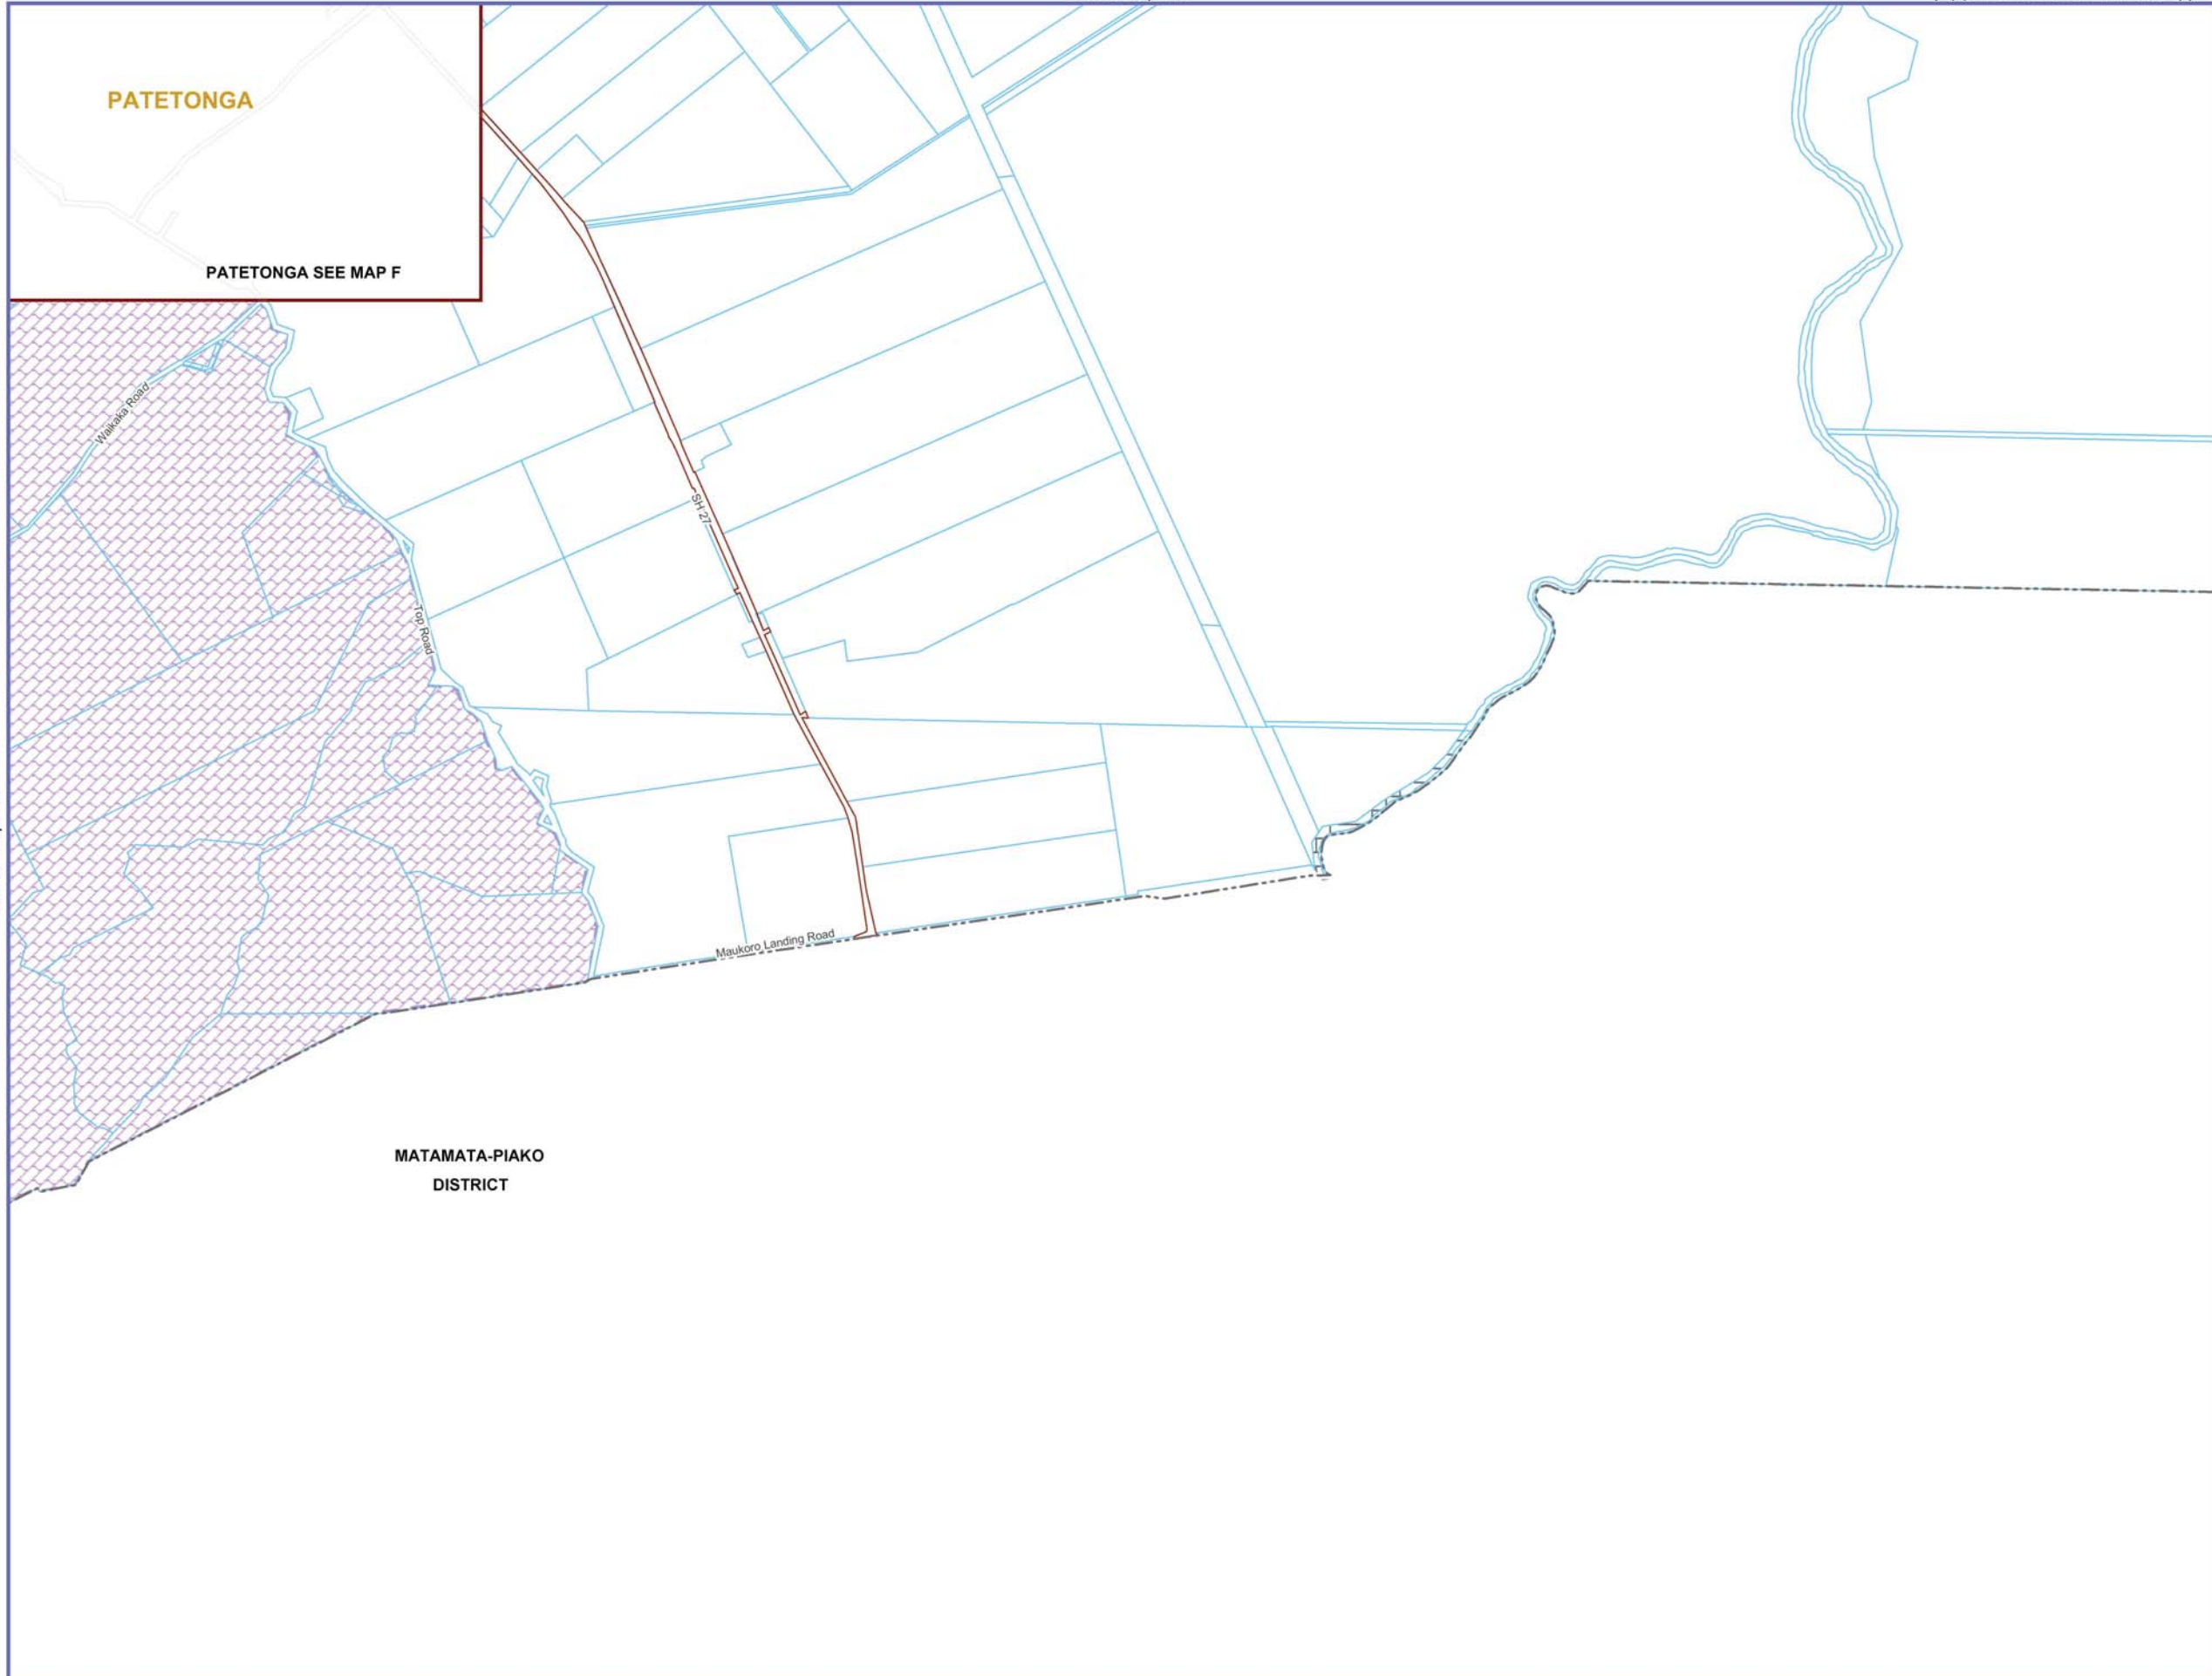 PATETONGA
PATETONGA SEE MAP F
Waikaka Road
SH 27
Top Road
Maukoro Landing Road
MATAMATA-PIAKO
DISTRICT